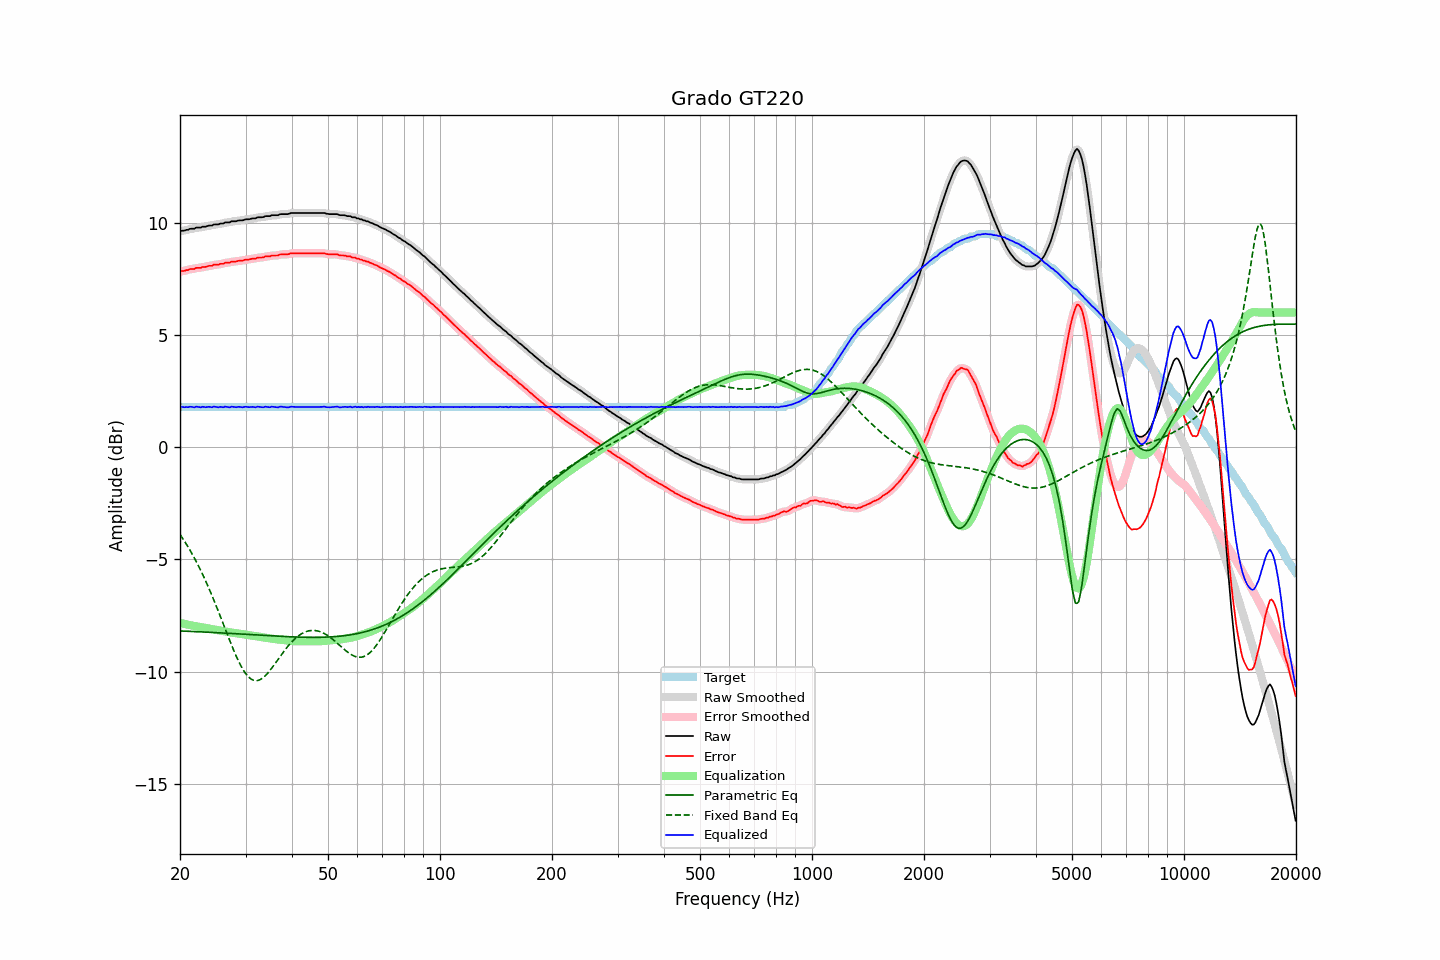 Grado GT220
Amplitude (dBr)
10
5
0
−5
−10
−15
Target
Raw Smoothed
Error Smoothed
Raw
Error
Equalization
Parametric Eq
Fixed Band Eq
Equalized
20 50 100 200 500 1000 2000 5000 10000 20000
Frequency (Hz)